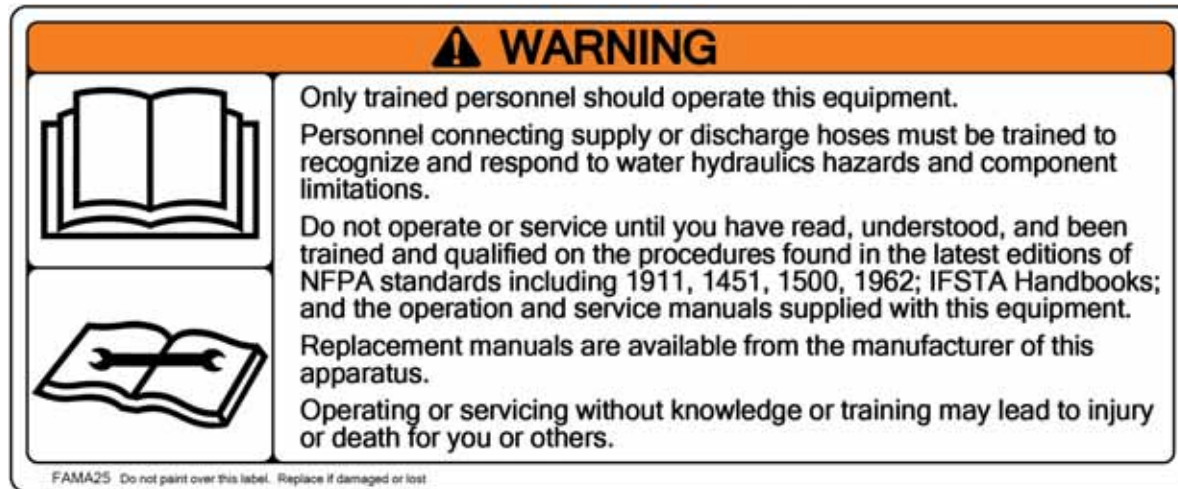 WARNING
Only trained personnel should operate this equipment.
Personnel connecting supply or discharge hoses must be trained to
recognize and respond to water hydraulics hazards and component
limitations.
Do not operate or service until you have read, understood, and been
trained and qualified on the procedures found in the latest editions of
NFPA standards including 1911, 1451, 1500, 1962; IFSTA Handbooks;
and the operation and service manuals supplied with this equipment.
Replacement manuals are available from the manufacturer of this
apparatus.
Operating or servicing without knowledge or training may lead to injury
or death for you or others.
FAMA25 Do not paint over this label. Replace if damaged or lost